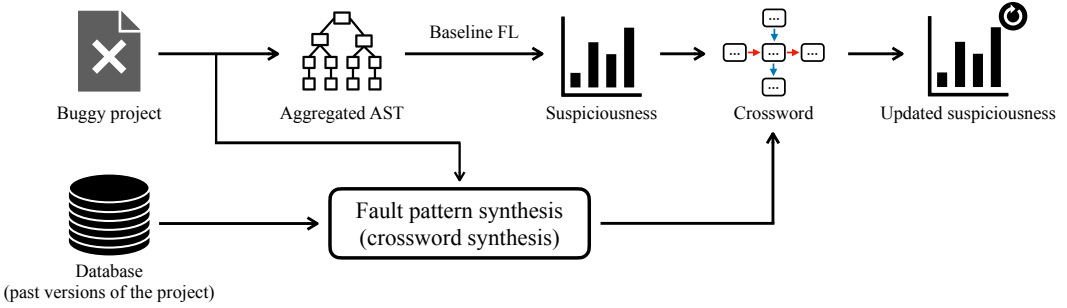 Baseline FL
Buggy project
Aggregated AST
Suspiciousness
Crossword
Updated suspiciousness
...
... ... ...
...
Fault pattern synthesis
(crossword synthesis)
Database
(past versions of the project)